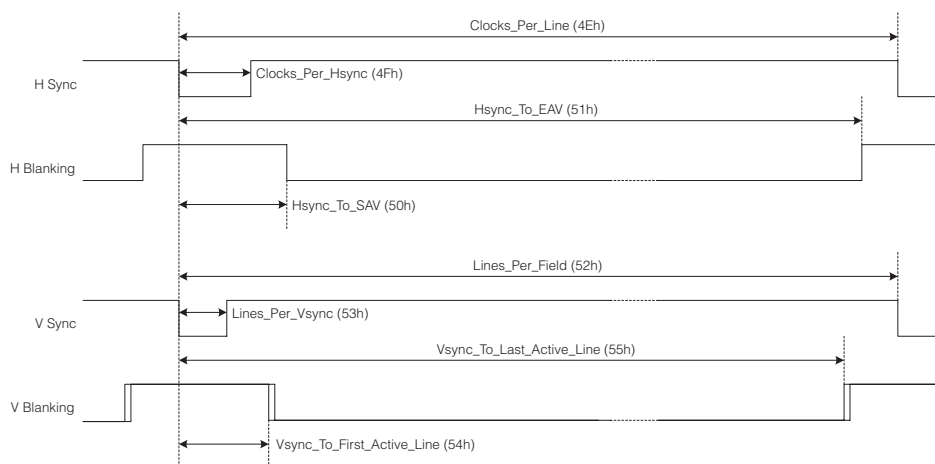 Clocks_Per_Line (4Eh)
H Sync
Clocks_Per_Hsync (4Fh)
Hsync_To_EAV (51h)
H Blanking
Hsync_To_SAV (50h)
Lines_Per_Field (52h)
V Sync
Lines_Per_Vsync (53h)
Vsync_To_Last_Active_Line (55h)
V Blanking
Vsync_To_First_Active_Line (54h)